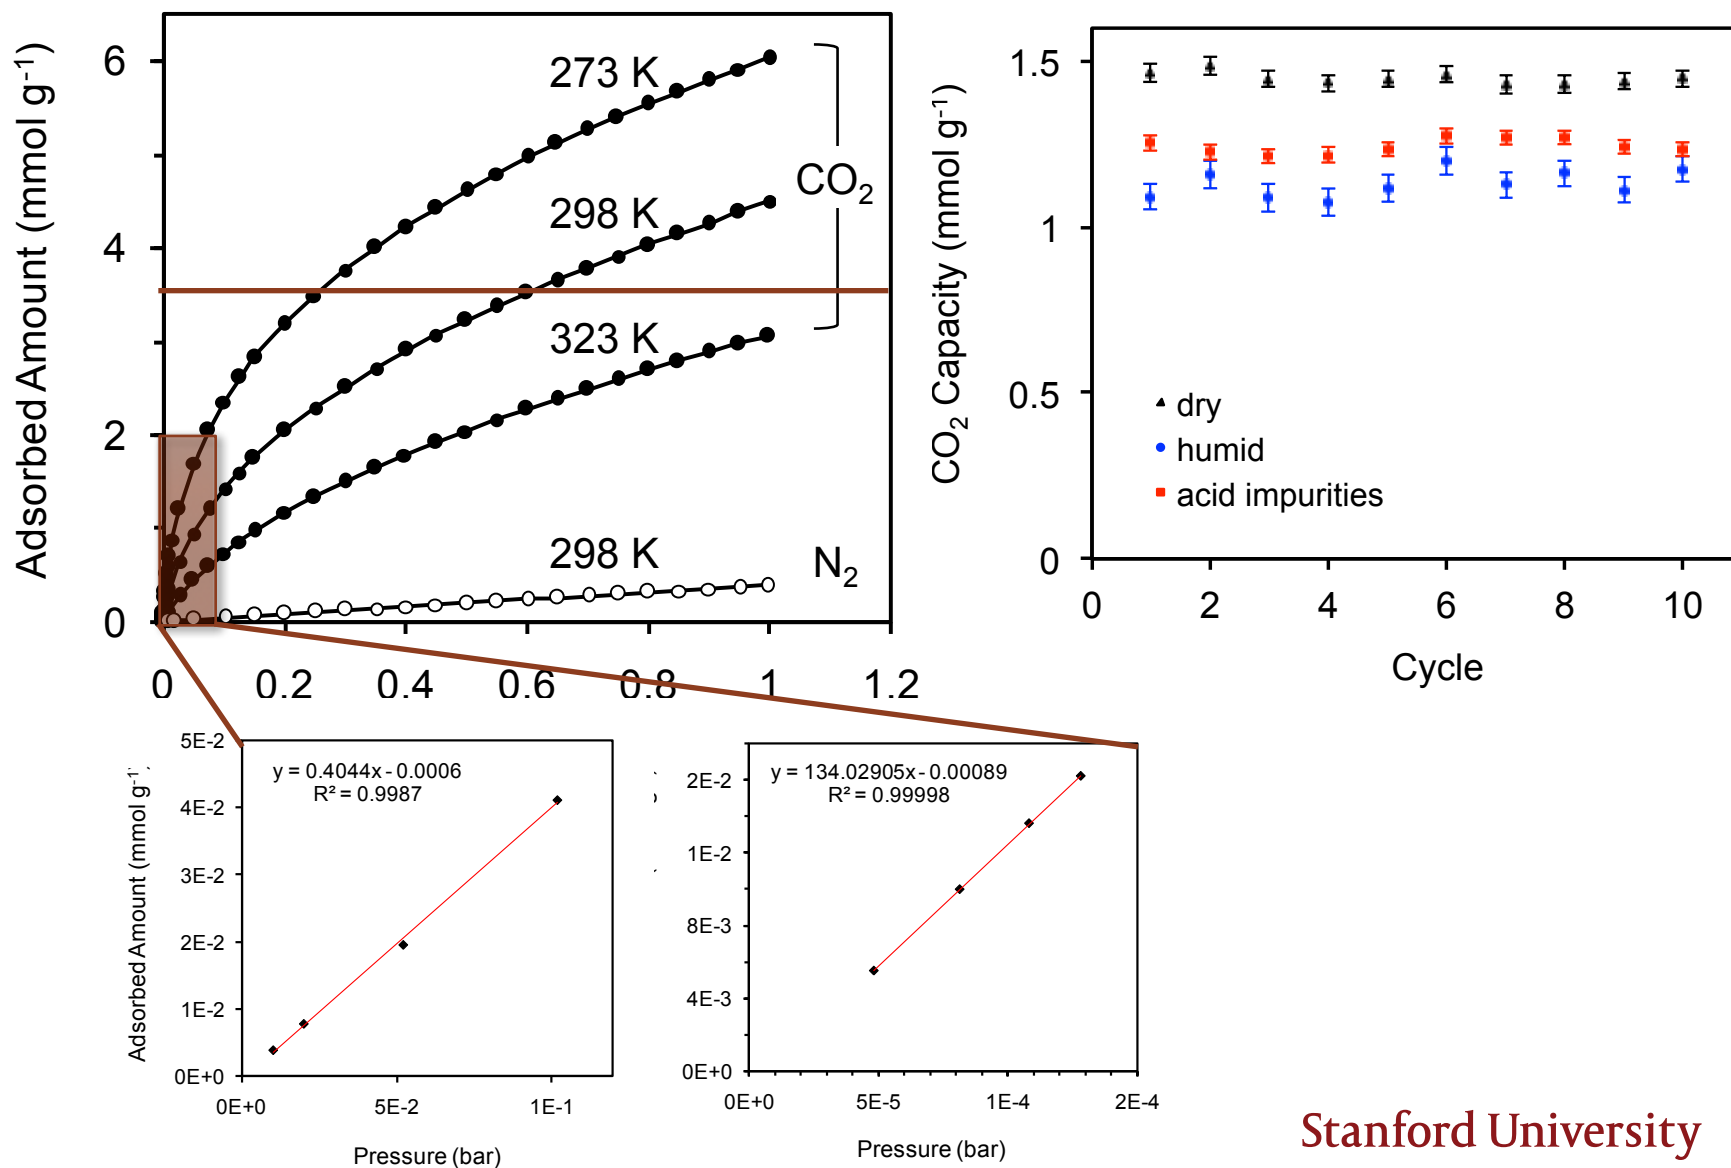 Adsorbed Amount (mmol g⁻¹)
6
4
2
0
273 K
298 K
323 K
298 K
CO₂
N₂
0 0.2 0.4 0.6 0.8 1 1.2
CO₂ Capacity (mmol g⁻¹)
1.5
1
0.5
0
dry
humid
acid impurities
0 2 4 6 8 10
Cycle
Adsorbed Amount (mmol g⁻¹)
5E-2
4E-2
3E-2
2E-2
1E-2
0E+0
y = 0.4044x - 0.0006
R² = 0.9987
0E+0 5E-2 1E-1
Pressure (bar)
2E-2
1E-2
8E-3
4E-3
0E+0
y = 134.02905x - 0.00089
R² = 0.99998
0E+0 5E-5 1E-4 2E-4
Pressure (bar)
Stanford University